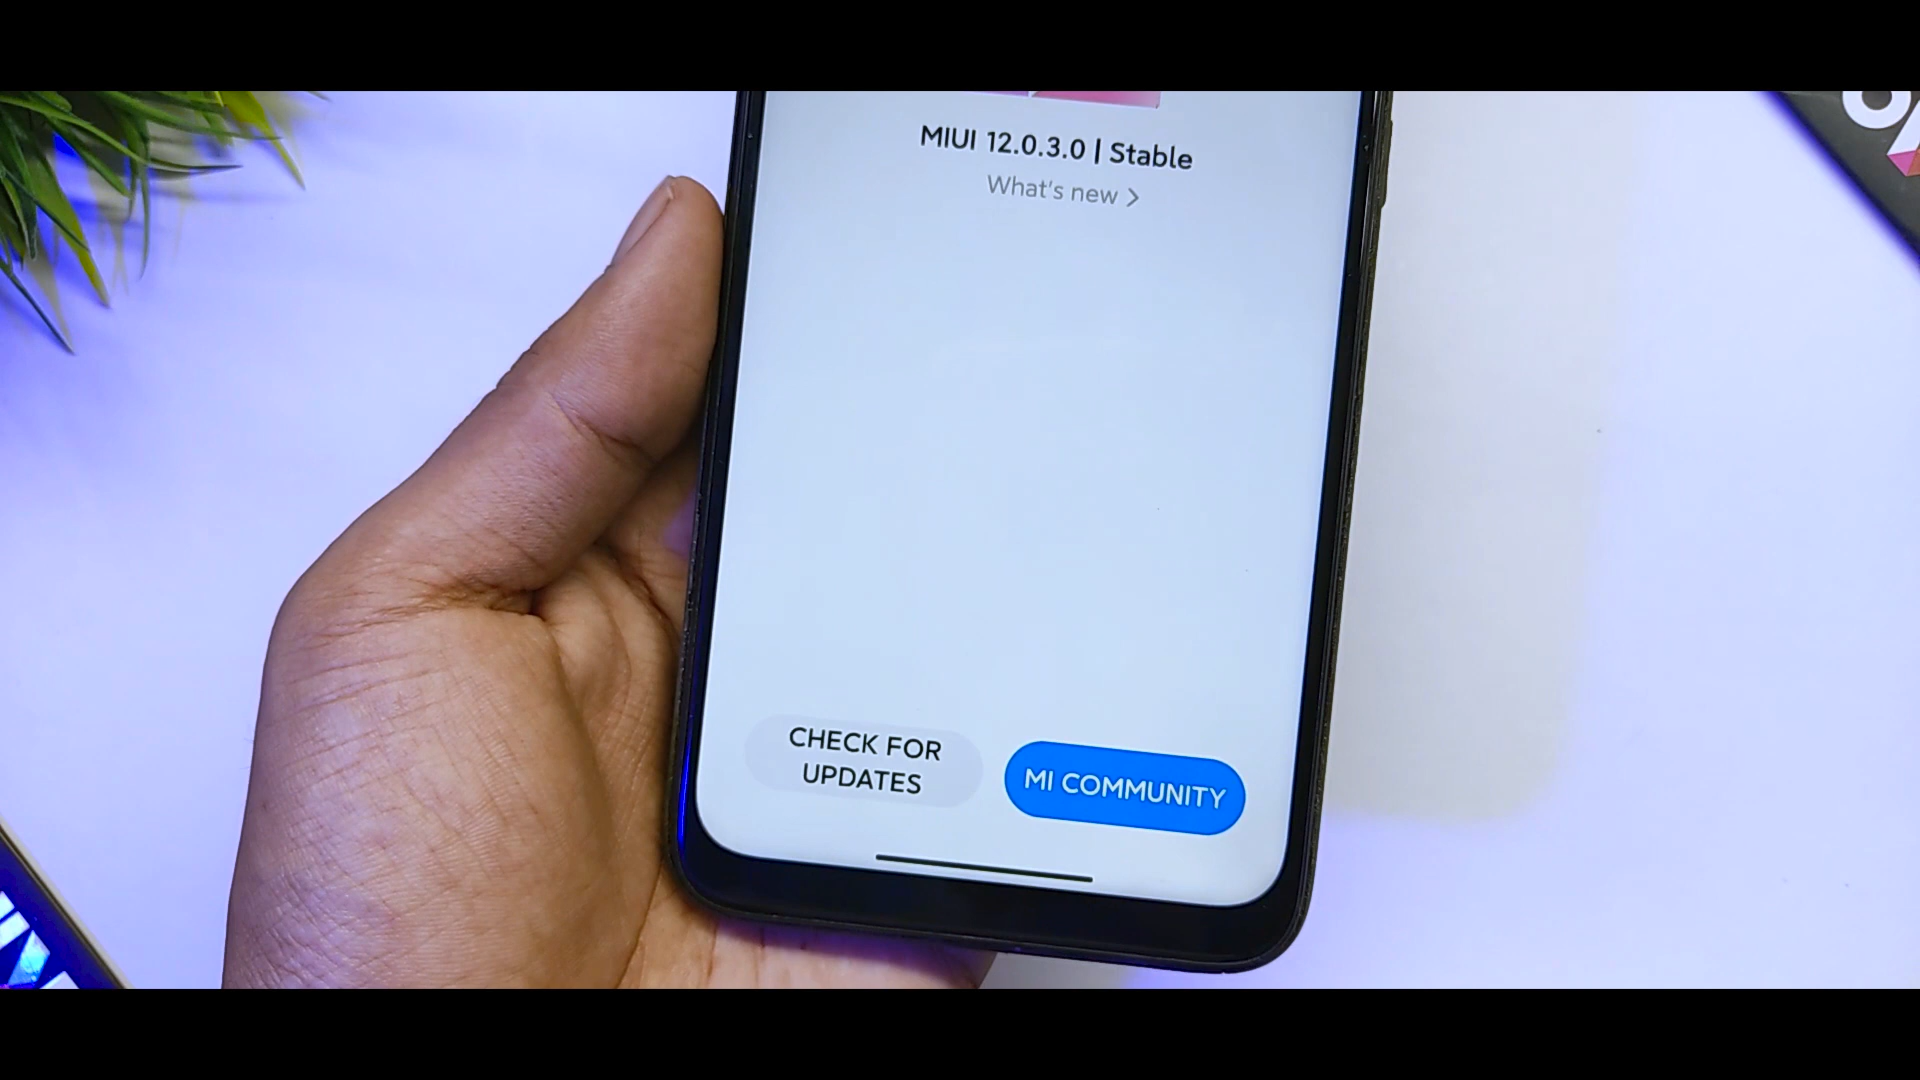 MIUI 12.0.3.0 | Stable
What's new >
CHECK FOR
UPDATES
MI COMMUNITY